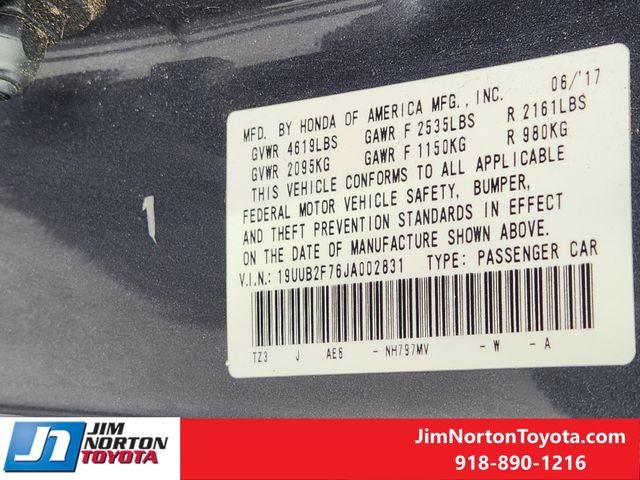 MFD. BY HONDA OF AMERICA MFG., INC. 06/'17
GVWR 4619LBS GAWR F 2535LBS R 2161LBS
GVWR 2095KG GAWR F 1150KG R 980KG
THIS VEHICLE CONFORMS TO ALL APPLICABLE
FEDERAL MOTOR VEHICLE SAFETY, BUMPER,
AND THEFT PREVENTION STANDARDS IN EFFECT
ON THE DATE OF MANUFACTURE SHOWN ABOVE.
V.I.N.: 19UUB2F76JA002831 TYPE: PASSENGER CAR
TZ3 J AE6 - NH797MV - W - A
1
JIM
NORTON
TOYOTA
JimNortonToyota.com
918-890-1216